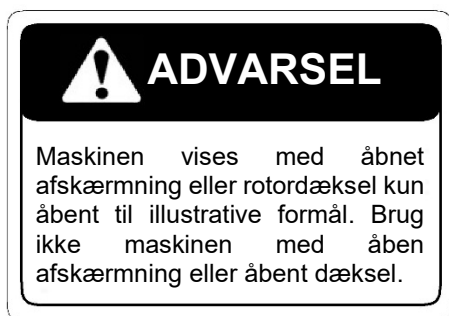 ADVARSEL
Maskinen vises med åbnet
afskærmning eller rotordæksel kun
åbent til illustrative formål. Brug
ikke maskinen med åben
afskærmning eller åbent dæksel.